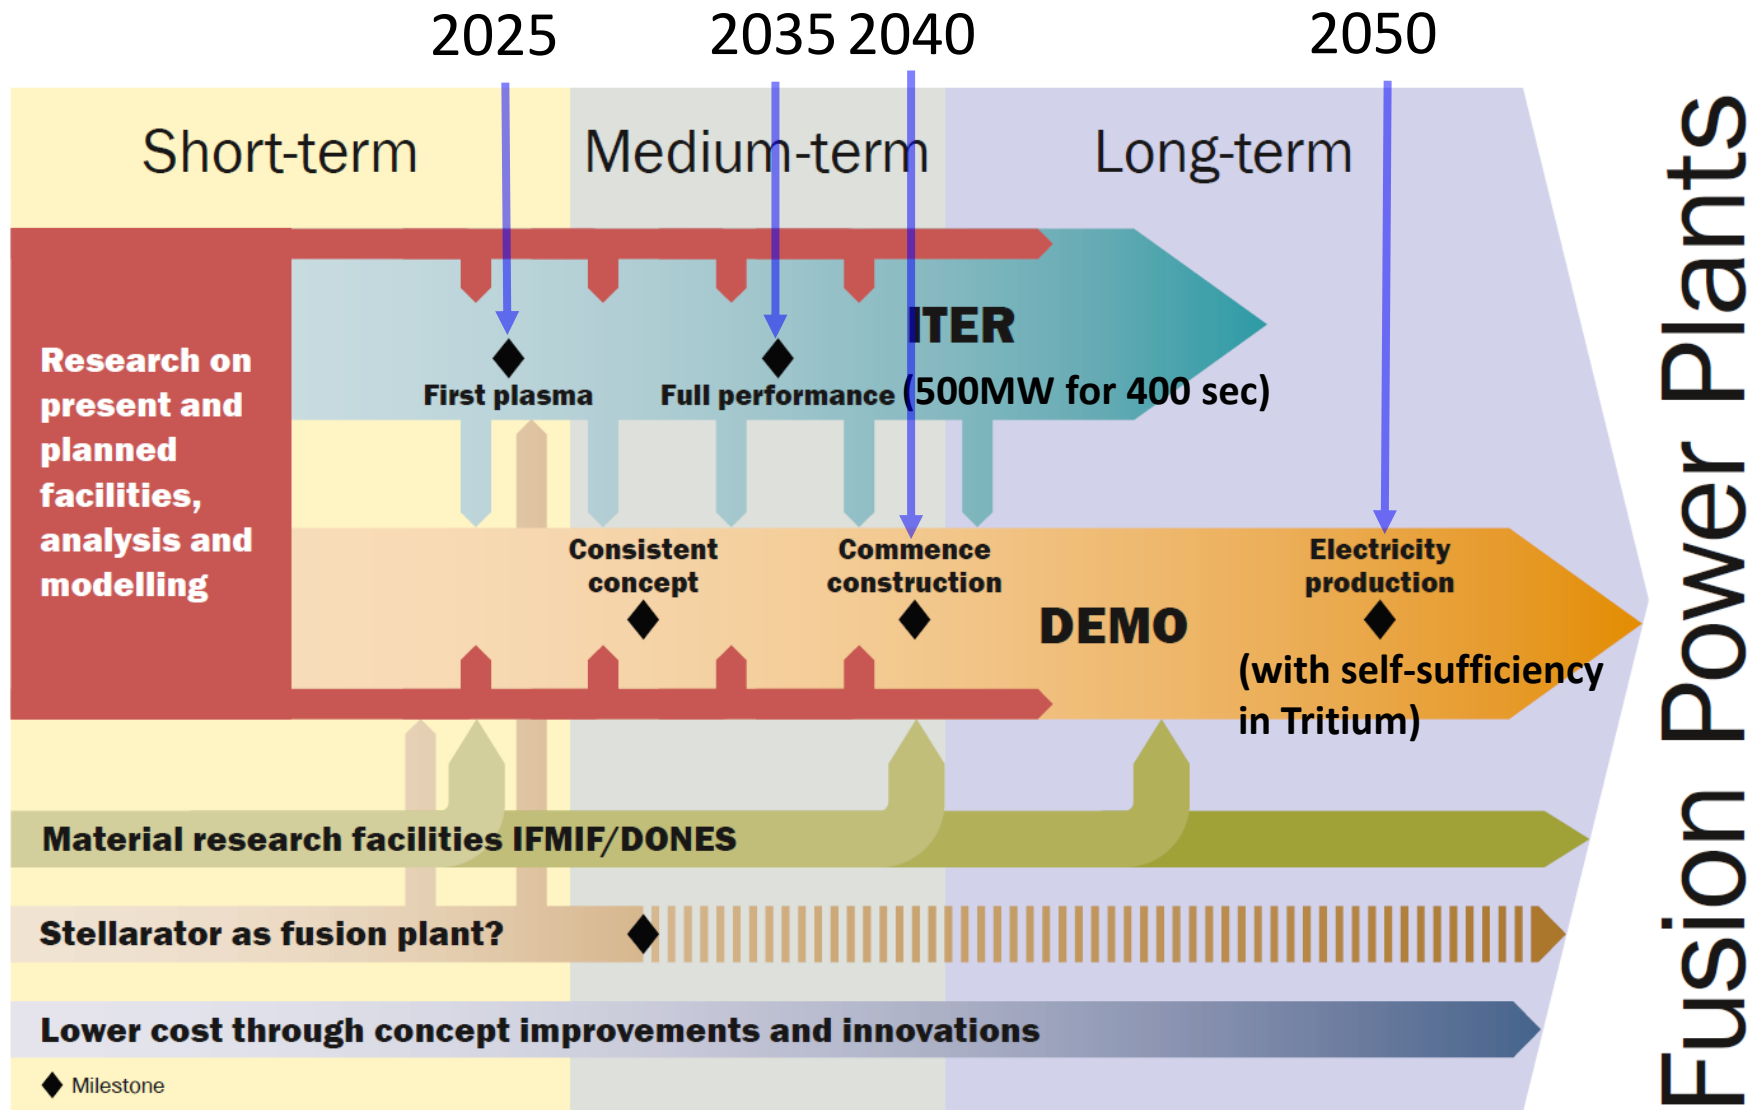 2025
2035
2040
2050
Short-term
Medium-term
Long-term
Research on
present and
planned
facilities,
analysis and
modelling
ITER
First plasma
Full performance
(500MW for 400 sec)
Consistent
concept
Commence
construction
Electricity
production
DEMO
(with self-sufficiency
in Tritium)
Material research facilities IFMIF/DONES
Stellarator as fusion plant?
Lower cost through concept improvements and innovations
Milestone
Fusion Power Plants